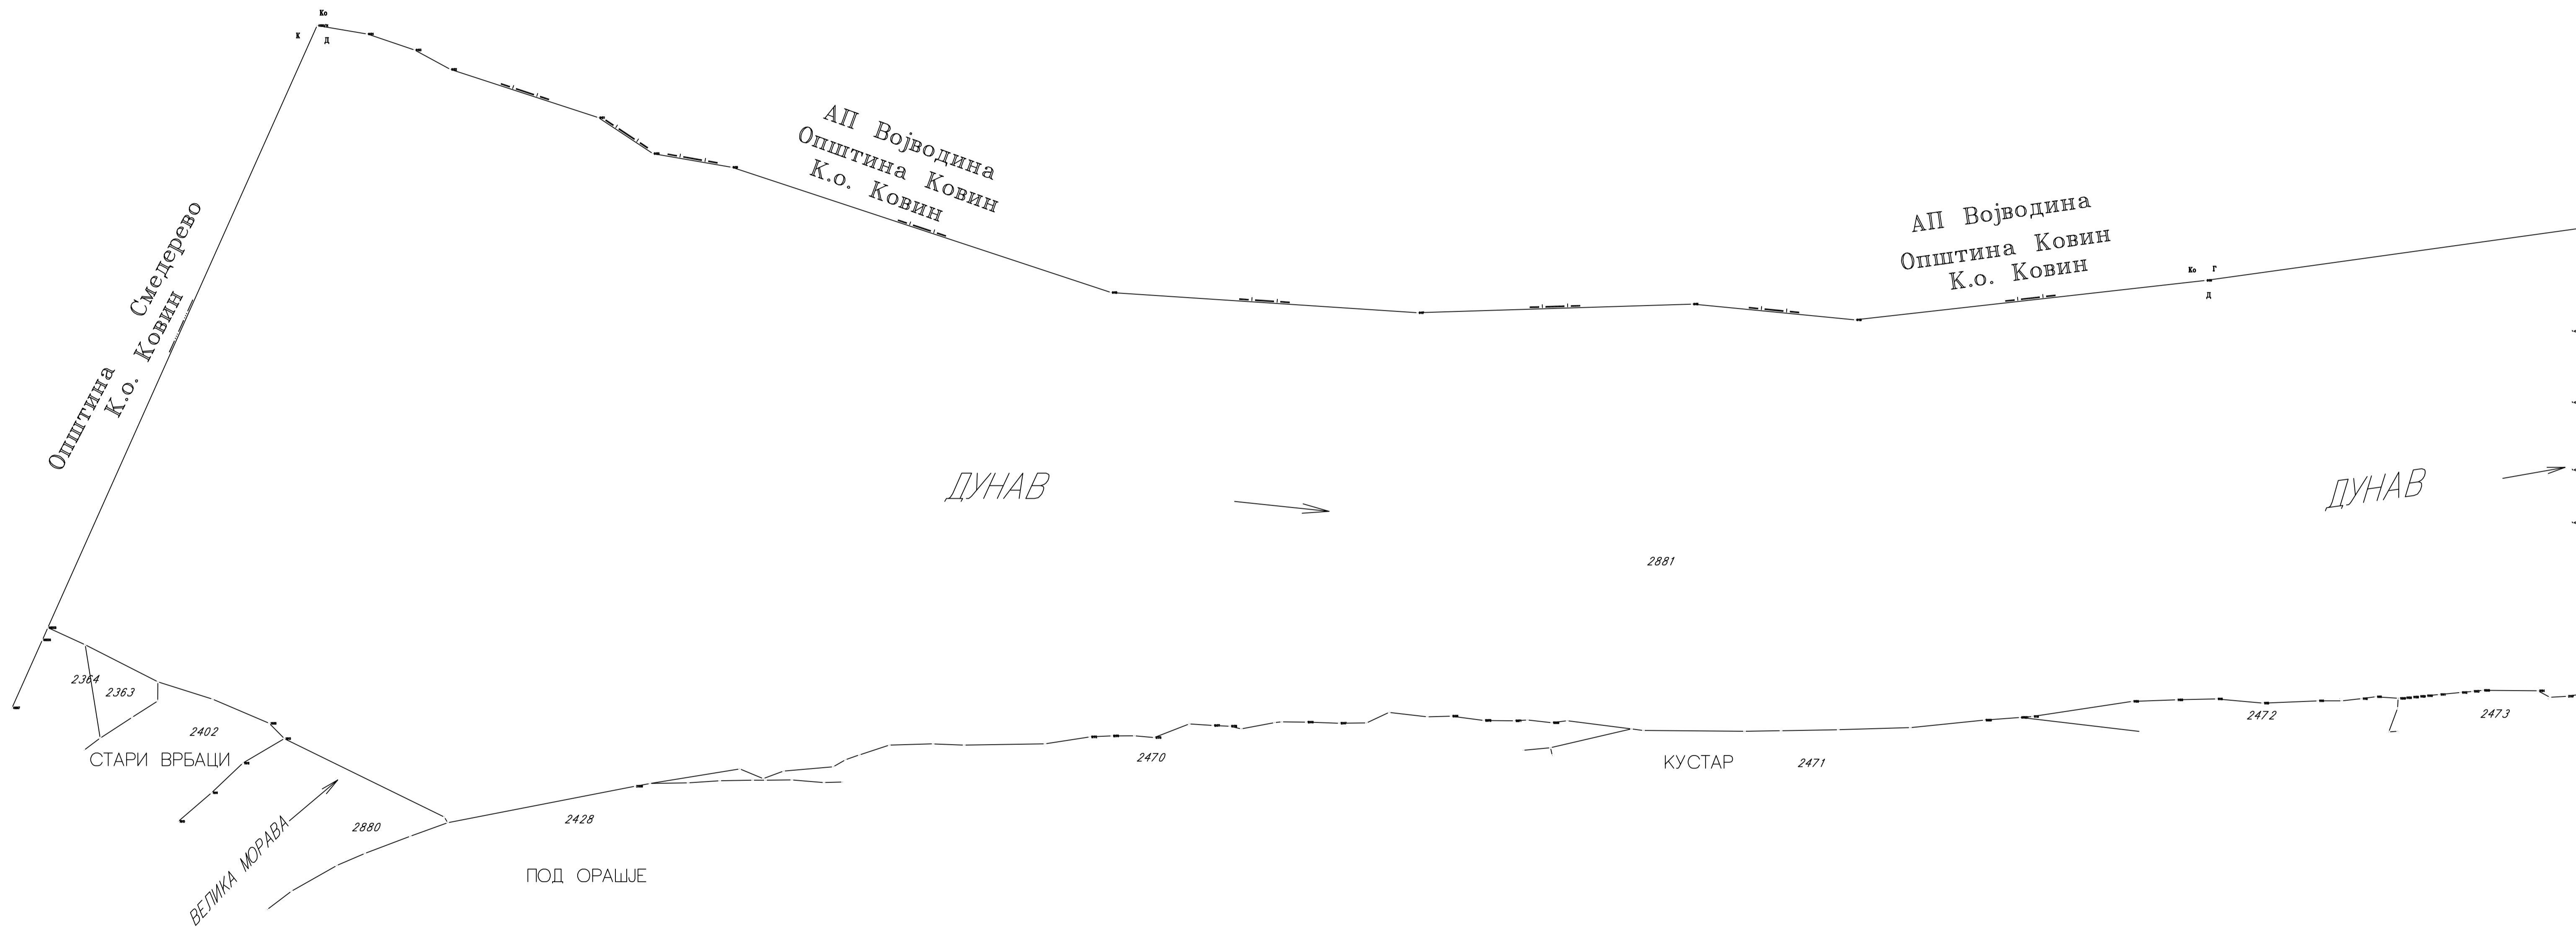 Ко
К
Д
АП Војводина
Општина Ковин
К.о. Ковин
Општина Смедерево
К.о. Ковин
АП Војводина
Општина Ковин
К.о. Ковин
Ко Г
Д
ДУНАВ
ДУНАВ
2881
2364
2363
2402
СТАРИ ВРБАЦИ
2470
КУСТАР
2471
2472
2473
ВЕЛИКА МОРАВА
2880
2428
ПОД ОРАШЈЕ